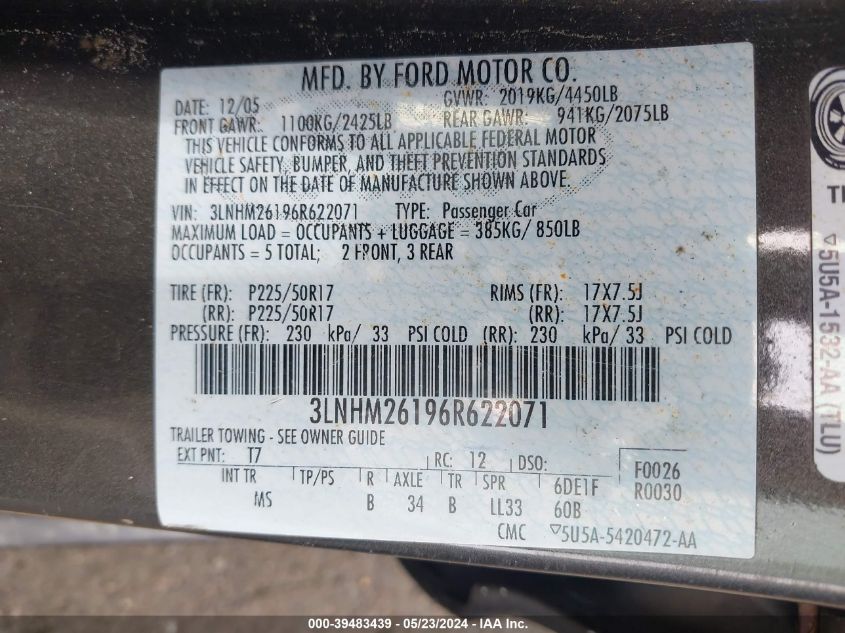 MFD. BY FORD MOTOR CO.
DATE: 12/05 GVWR: 2019KG/4450LB
FRONT GAWR: 1100KG/2425LB REAR GAWR: 941KG/2075LB
THIS VEHICLE CONFORMS TO ALL APPLICABLE FEDERAL MOTOR
VEHICLE SAFETY, BUMPER, AND THEFT PREVENTION STANDARDS
IN EFFECT ON THE DATE OF MANUFACTURE SHOWN ABOVE.
VIN: 3LNHM26196R622071 TYPE: Passenger Car
MAXIMUM LOAD = OCCUPANTS + LUGGAGE = 385KG/ 850LB
OCCUPANTS = 5 TOTAL; 2 FRONT, 3 REAR
TIRE (FR): P225/50R17 RIMS (FR): 17X7.5J
(RR): P225/50R17 (RR): 17X7.5J
PRESSURE (FR): 230 kPa/ 33 PSI COLD (RR): 230 kPa/ 33 PSI COLD
3LNHM26196R622071
TRAILER TOWING - SEE OWNER GUIDE
EXT PNT: T7 RC: 12 DSO: F0026
INT TR TP/PS R AXLE TR SPR 6DE1F R0030
MS B 34 B LL33 60B
CMC ▽5U5A-5420472-AA
▽5U5A-1532-AA (TLU)
000-39483439 - 05/23/2024 - IAA Inc.